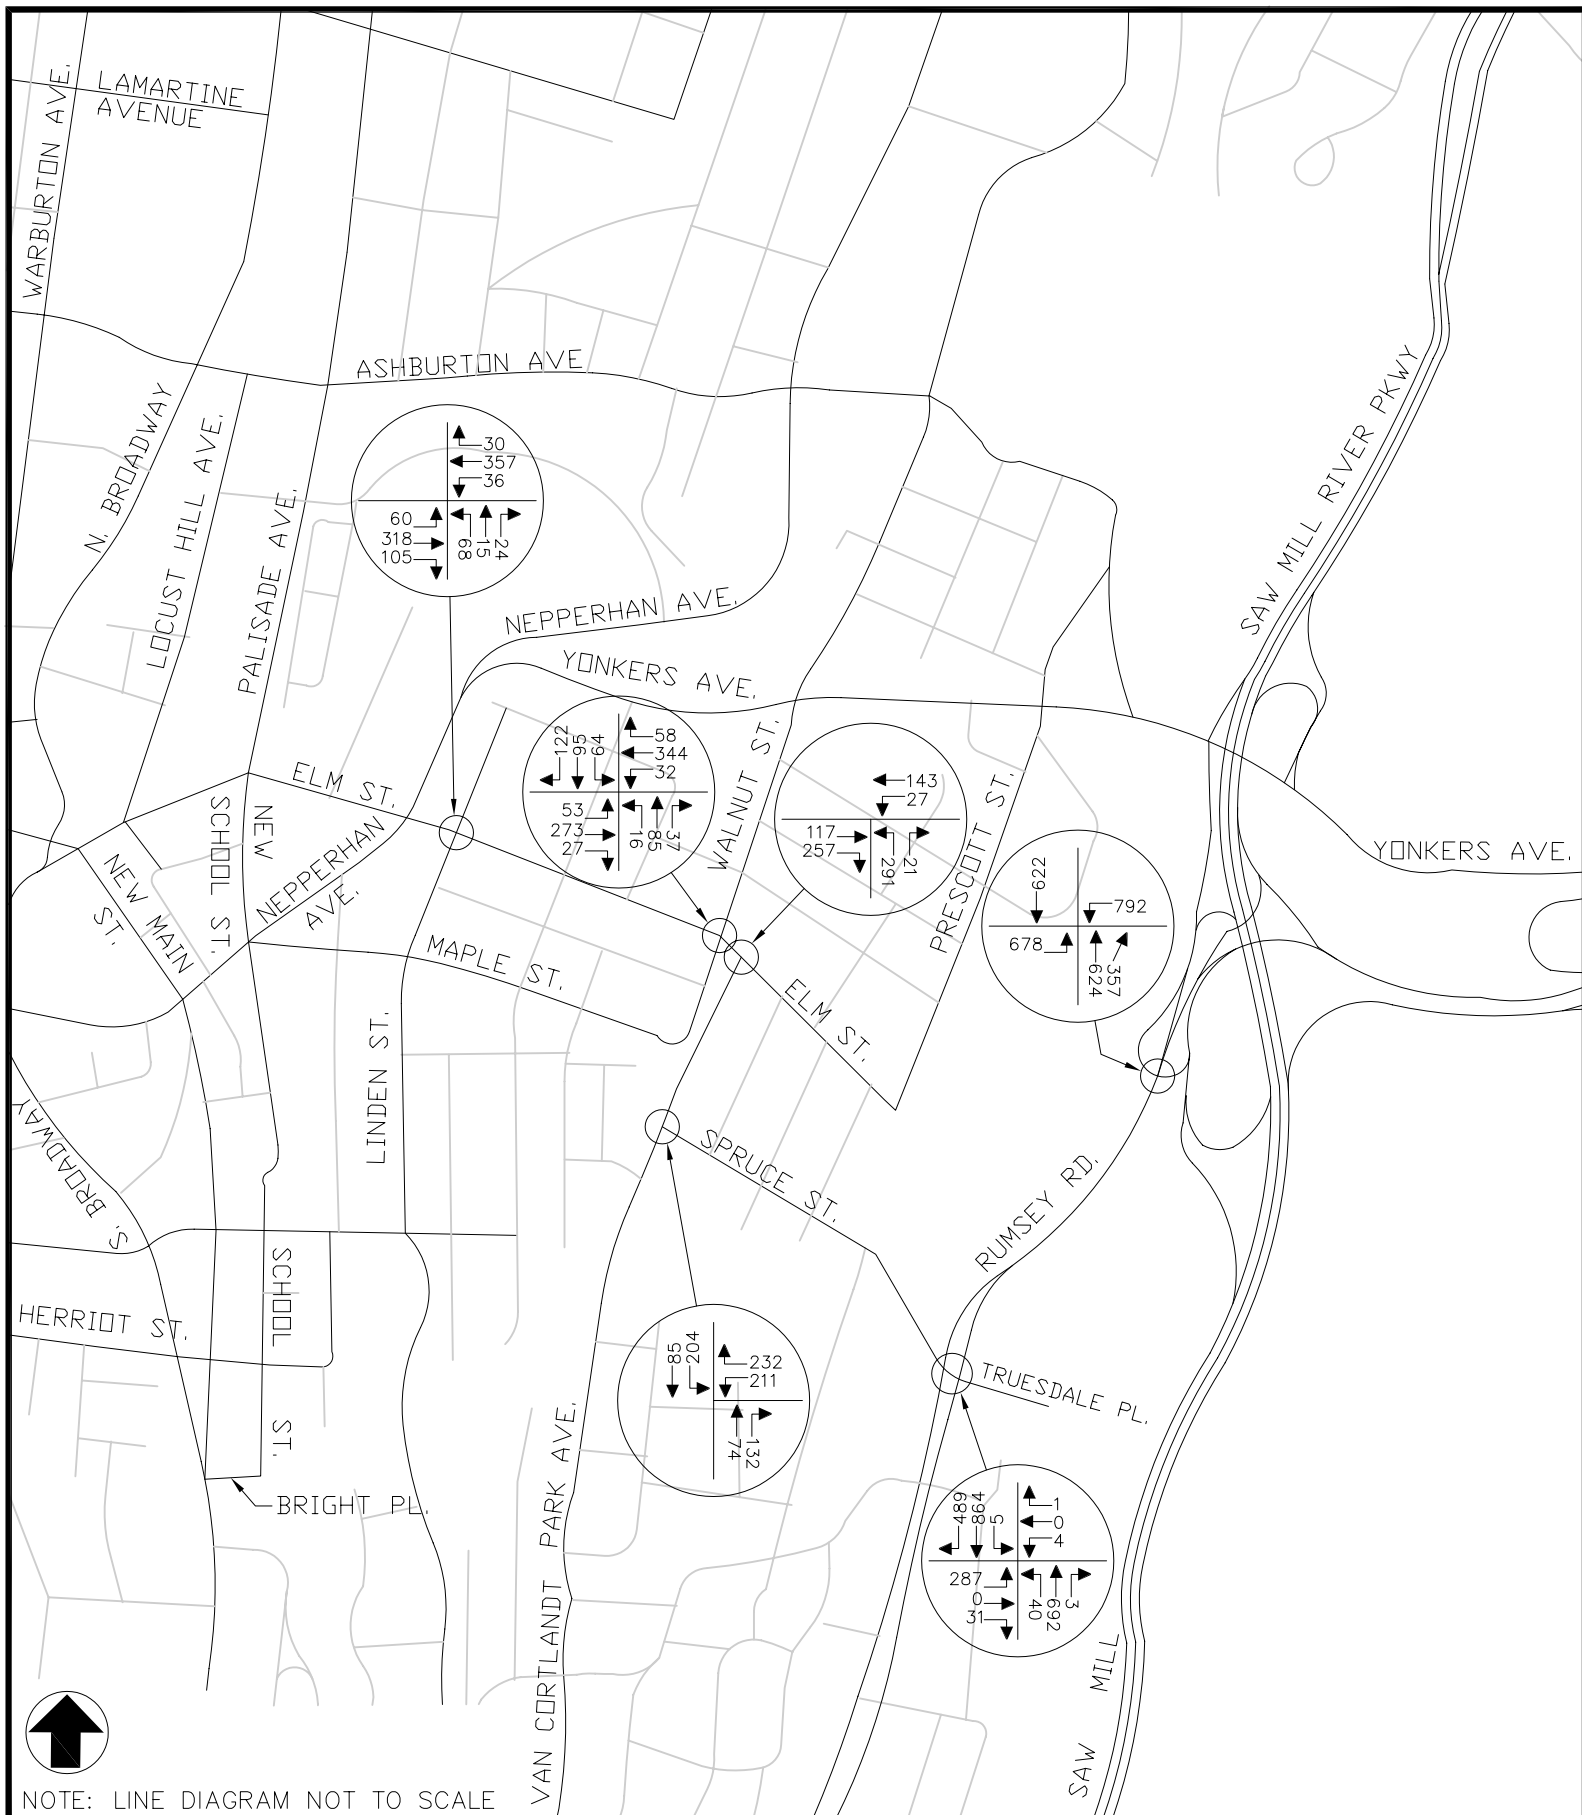 LAMARTINE
AVENUE
WARBURTON AVE.
ASHBURTON AVE
N. BROADWAY
LOCUST HILL AVE.
PALISADE AVE.
SAW MILL RIVER PKWY
30
357
36
60
318
105
68
15
24
NEPPERHAN AVE.
YONKERS AVE.
122
95
64
58
344
32
53
273
27
16
85
37
WALNUT ST.
143
27
117
257
291
21
PRESCOTT ST.
622
792
678
624
357
YONKERS AVE.
ELM ST.
NEW
SCHOOL ST.
NEPPERHAN
AVE.
NEW MAIN
ST.
MAPLE ST.
ELM ST.
LINDEN ST.
SPRUCE ST.
RUMSEY RD.
S. BROADWAY
HERRIOT ST.
SCHOOL ST.
85
204
232
211
74
132
TRUESDALE PL.
BRIGHT PL.
VAN CORTLANDT PARK AVE.
489
864
5
1
0
4
287
0
31
40
692
3
SAW MILL
NOTE: LINE DIAGRAM NOT TO SCALE